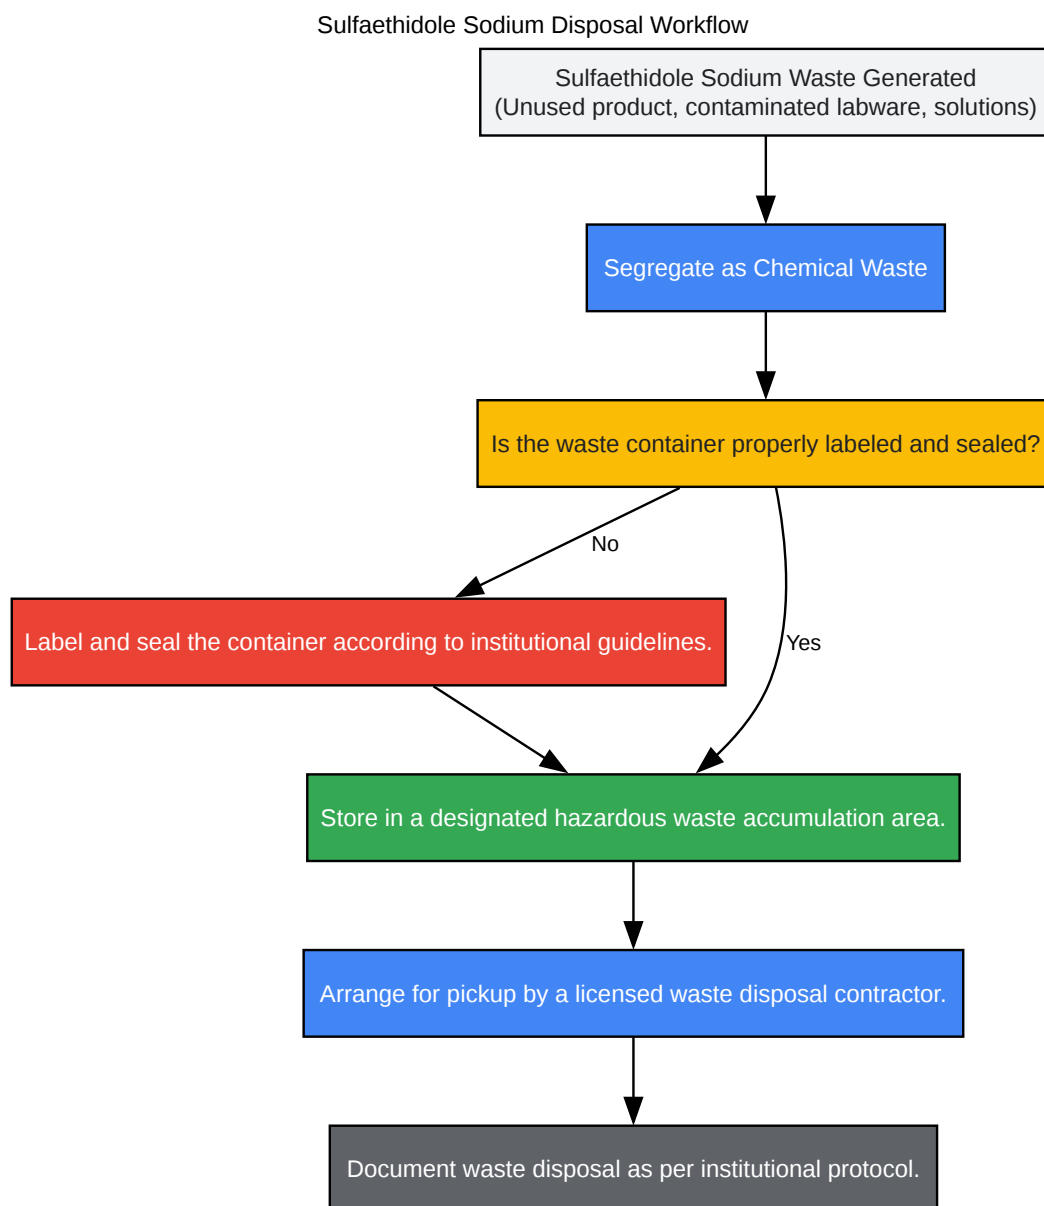 Sulfaethidole Sodium Disposal Workflow
Sulfaethidole Sodium Waste Generated
(Unused product, contaminated labware, solutions)
Segregate as Chemical Waste
Is the waste container properly labeled and sealed?
No
Label and seal the container according to institutional guidelines.
Yes
Store in a designated hazardous waste accumulation area.
Arrange for pickup by a licensed waste disposal contractor.
Document waste disposal as per institutional protocol.